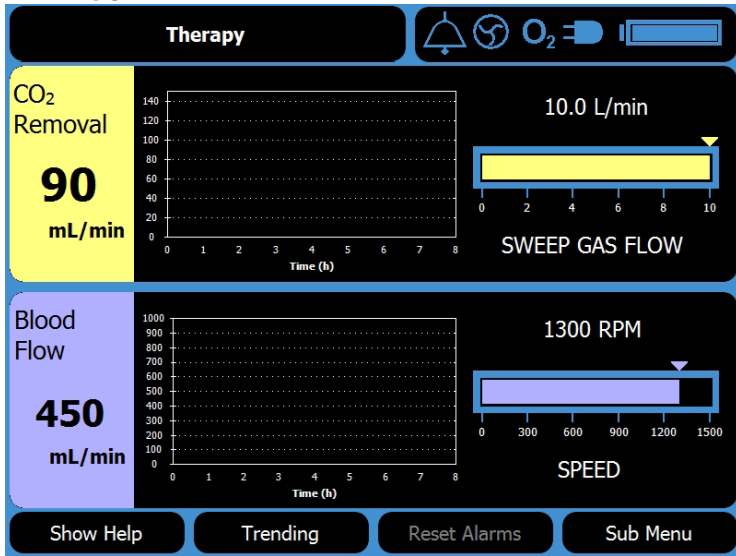 Therapy
O₂
CO₂
Removal
90
mL/min
140
120
100
80
60
40
20
0
0 1 2 3 4 5 6 7 8
Time (h)
10.0 L/min
0 2 4 6 8 10
SWEEP GAS FLOW
Blood
Flow
450
mL/min
1000
900
800
700
600
500
400
300
200
100
0
0 1 2 3 4 5 6 7 8
Time (h)
1300 RPM
0 300 600 900 1200 1500
SPEED
Show Help
Trending
Reset Alarms
Sub Menu